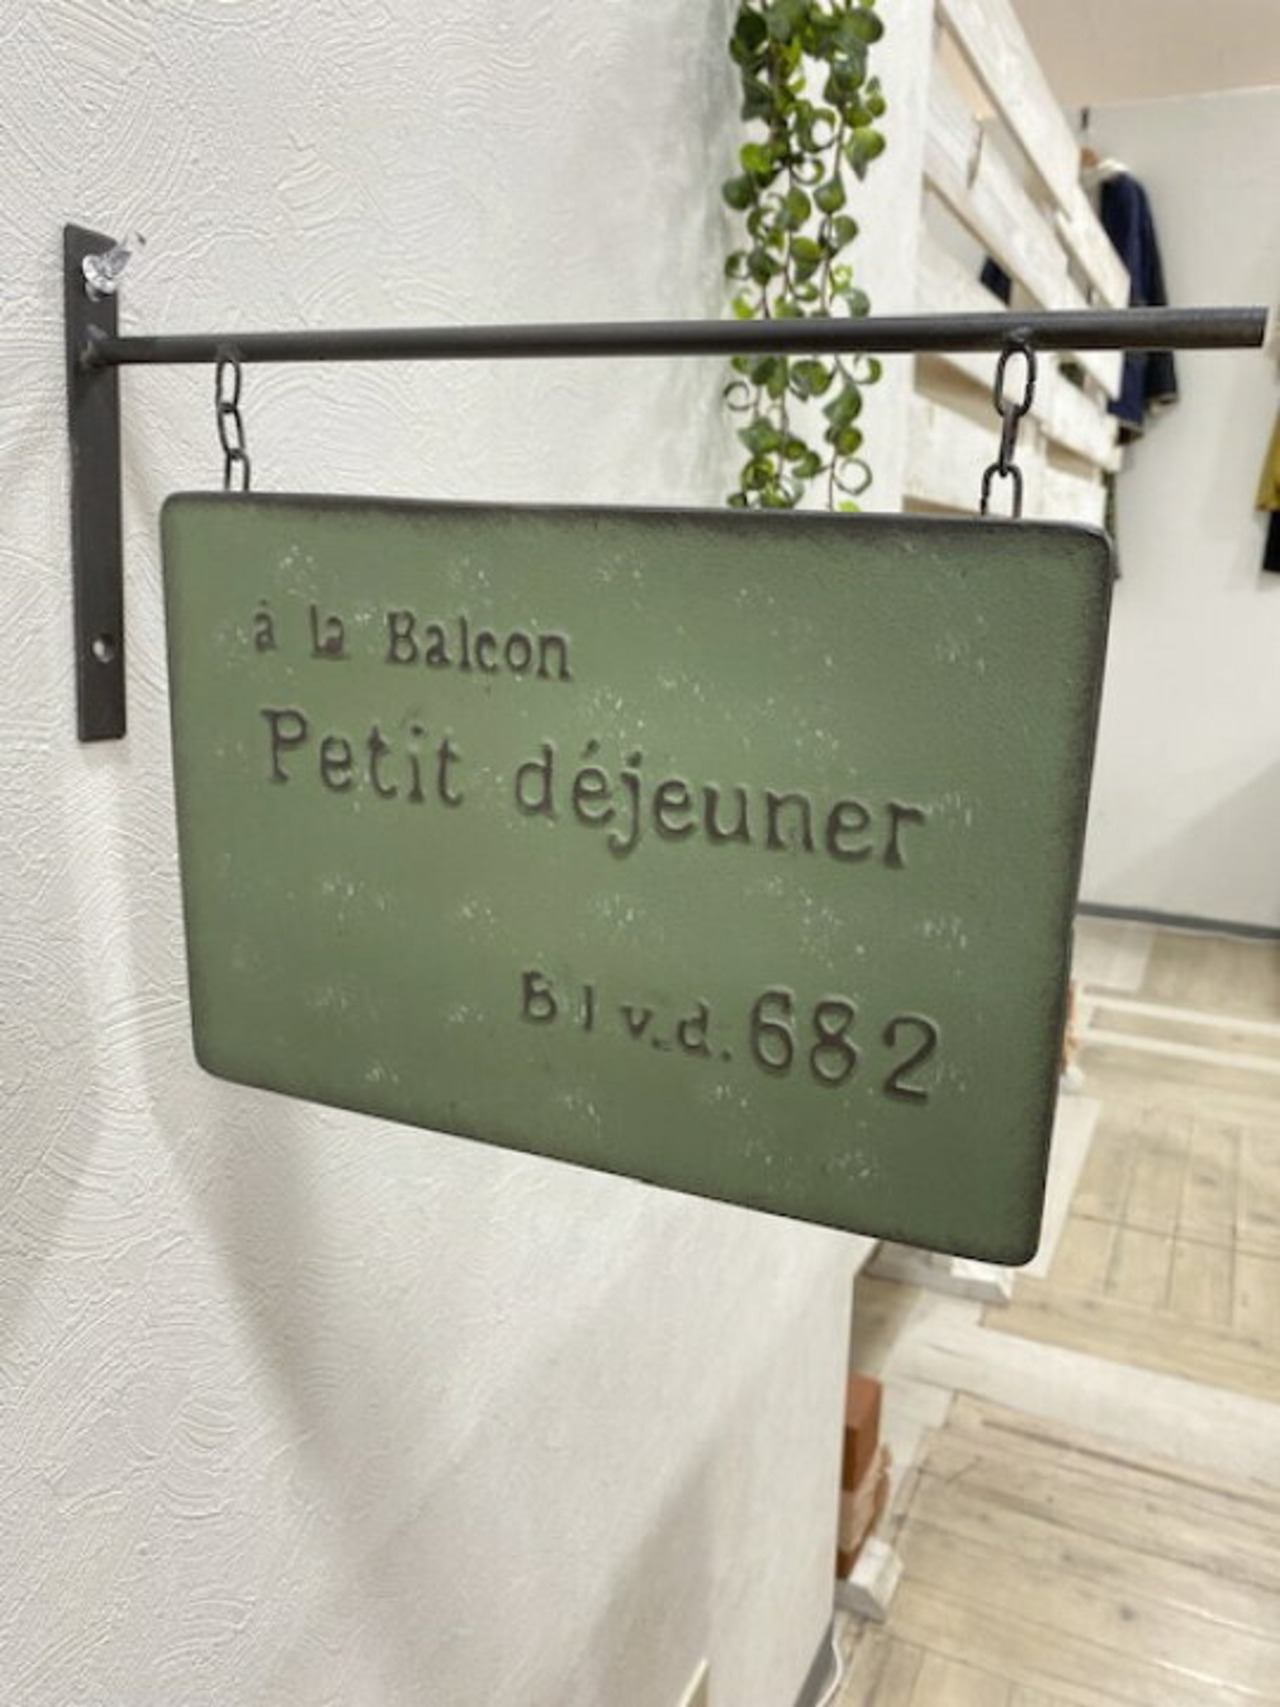 à la Balcon
Petit déjeuner
Blv.d.682